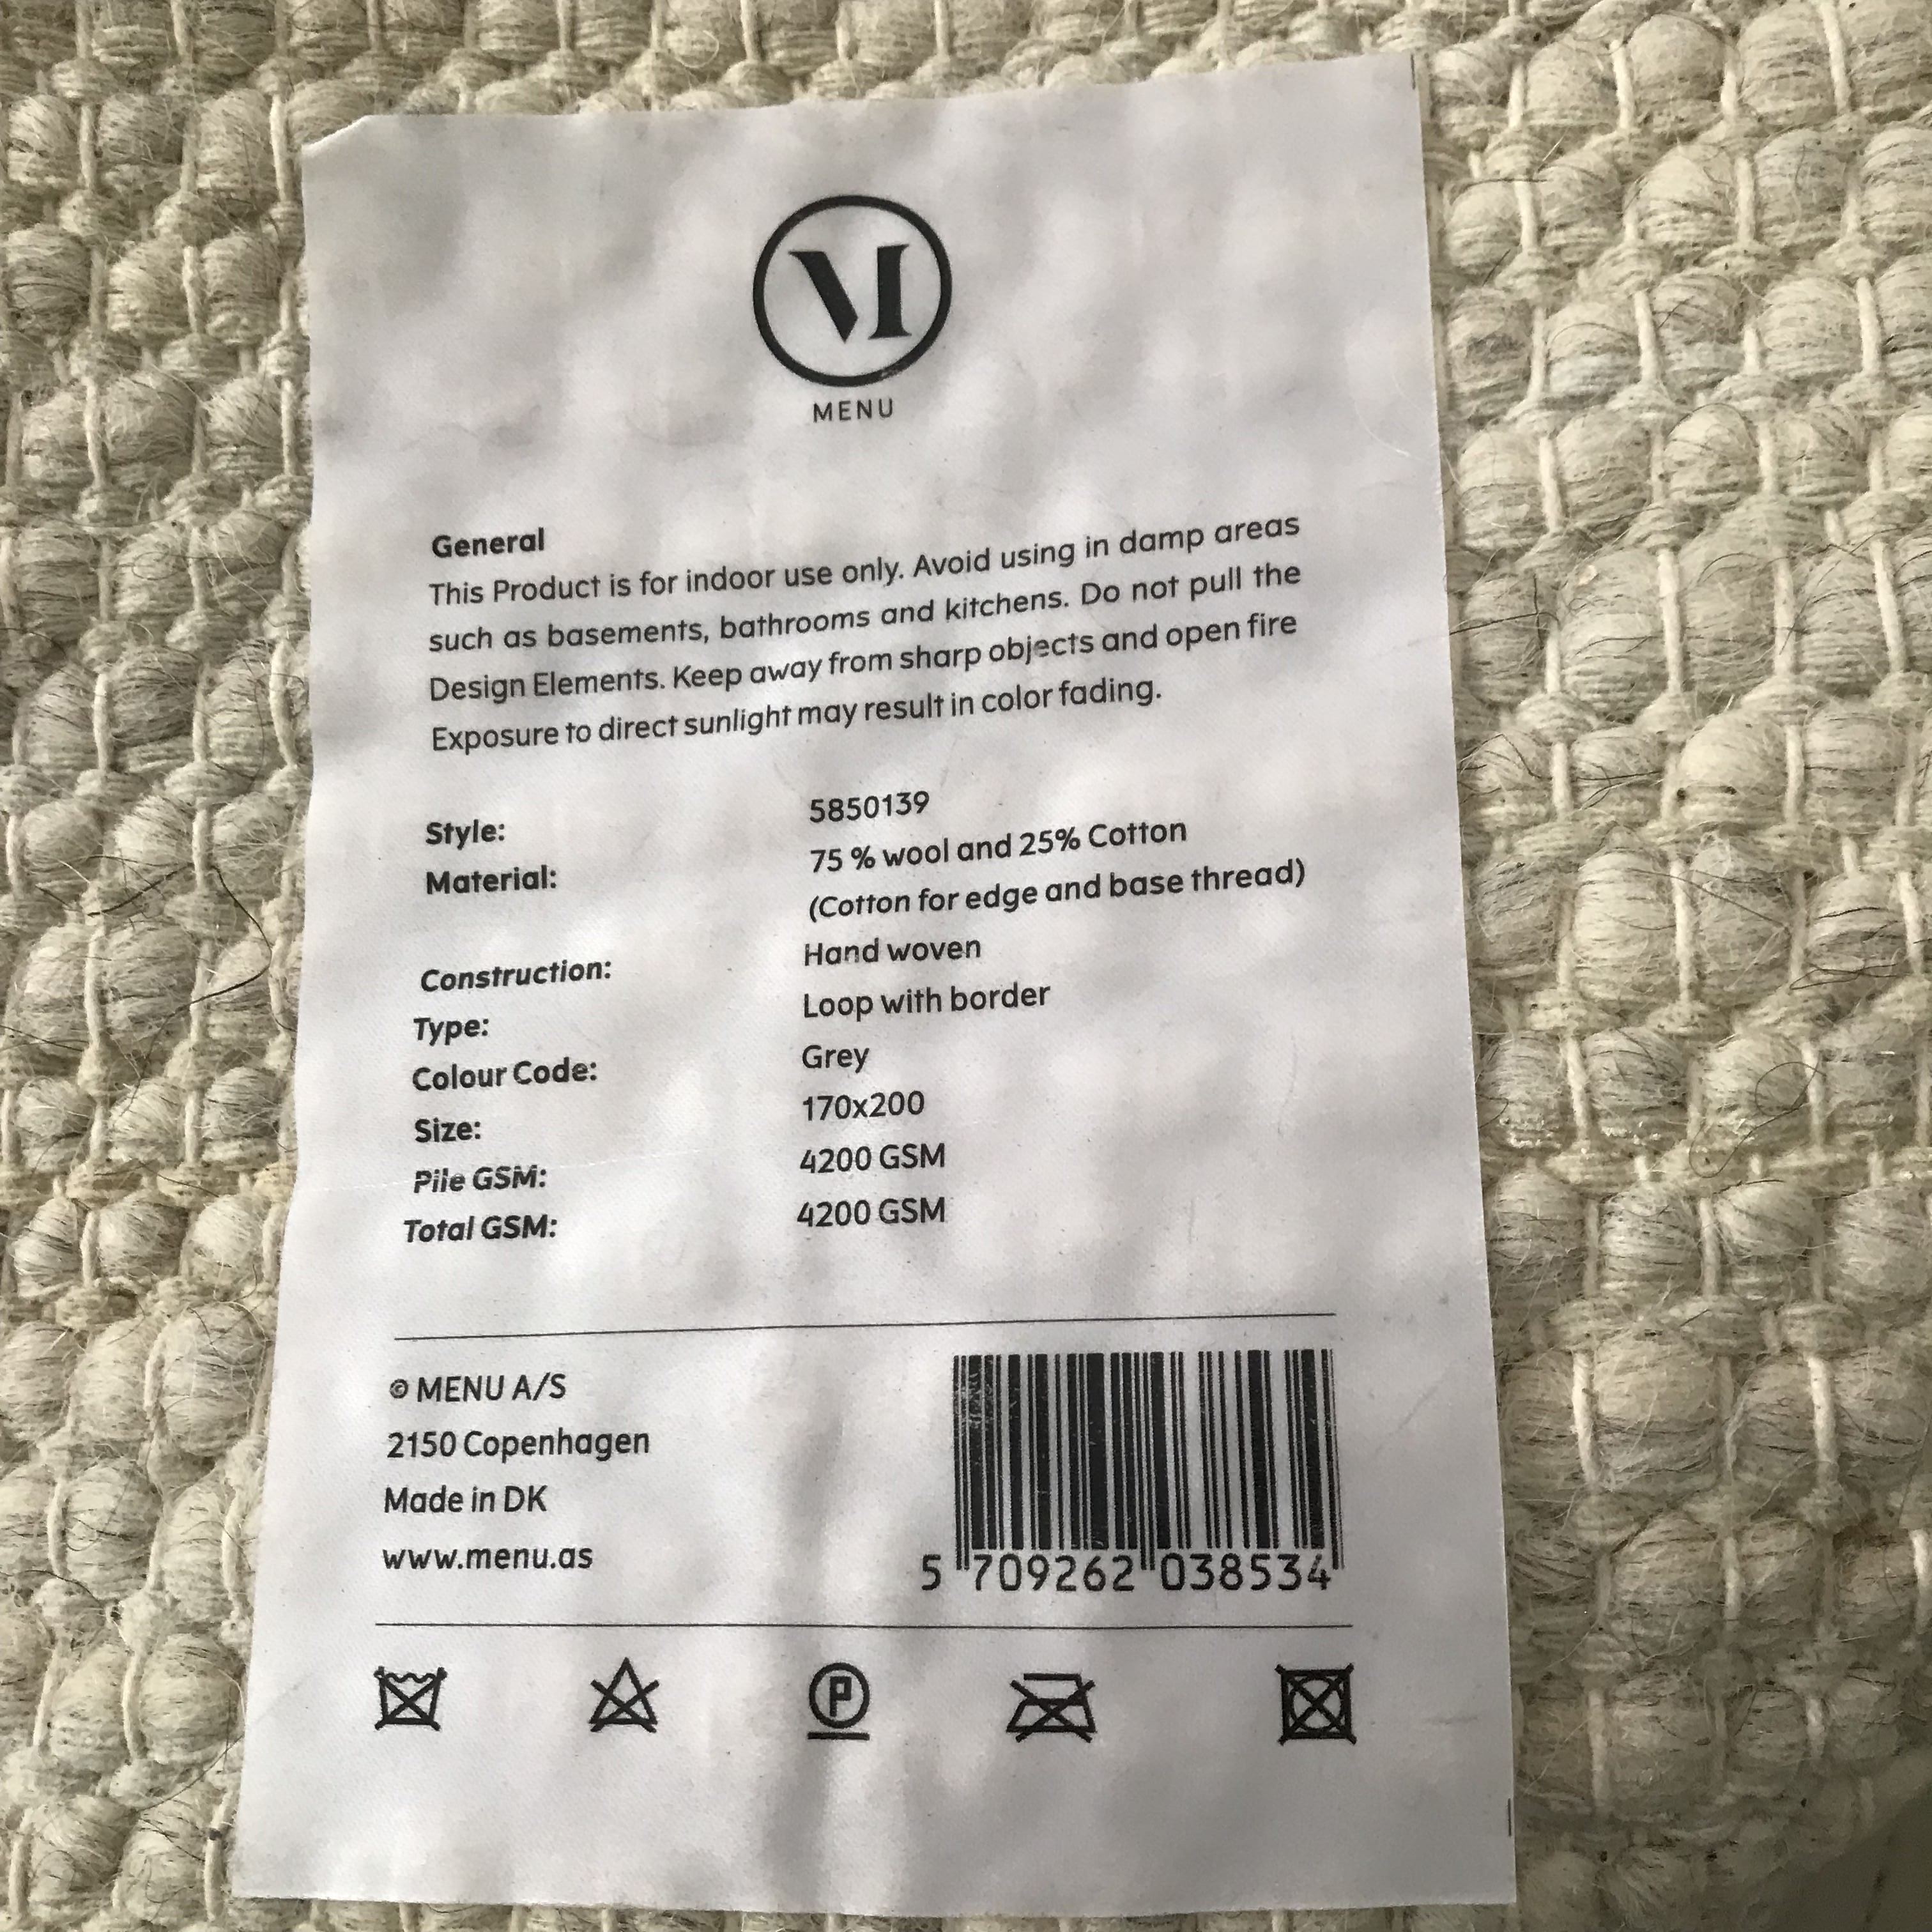 M
MENU
General
This Product is for indoor use only. Avoid using in damp areas
such as basements, bathrooms and kitchens. Do not pull the
Design Elements. Keep away from sharp objects and open fire
Exposure to direct sunlight may result in color fading.
Style: 5850139
Material: 75 % wool and 25% Cotton
(Cotton for edge and base thread)
Construction: Hand woven
Type: Loop with border
Colour Code: Grey
Size: 170x200
Pile GSM: 4200 GSM
Total GSM: 4200 GSM
© MENU A/S
2150 Copenhagen
Made in DK
www.menu.as
5 709262 038534
P